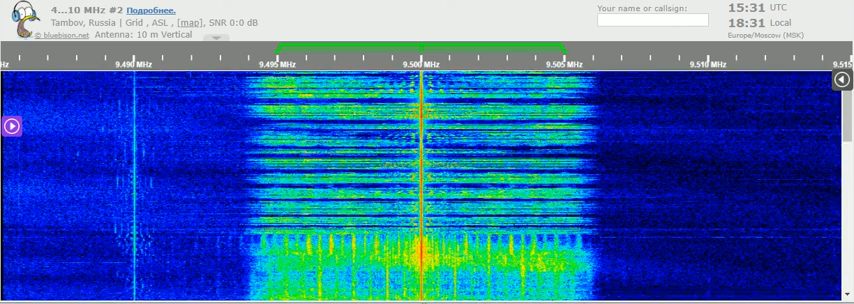 4...10 MHz #2 Подробнее.
Tambov, Russia | Grid , ASL , [map], SNR 0:0 dB
© bluebison.net Antenna: 10 m Vertical
Your name or callsign:
15:31 UTC
18:31 Local
Europe/Moscow (MSK)
Hz 9.490 MHz 9.495 MHz 9.500 MHz 9.505 MHz 9.510 MHz 9.515